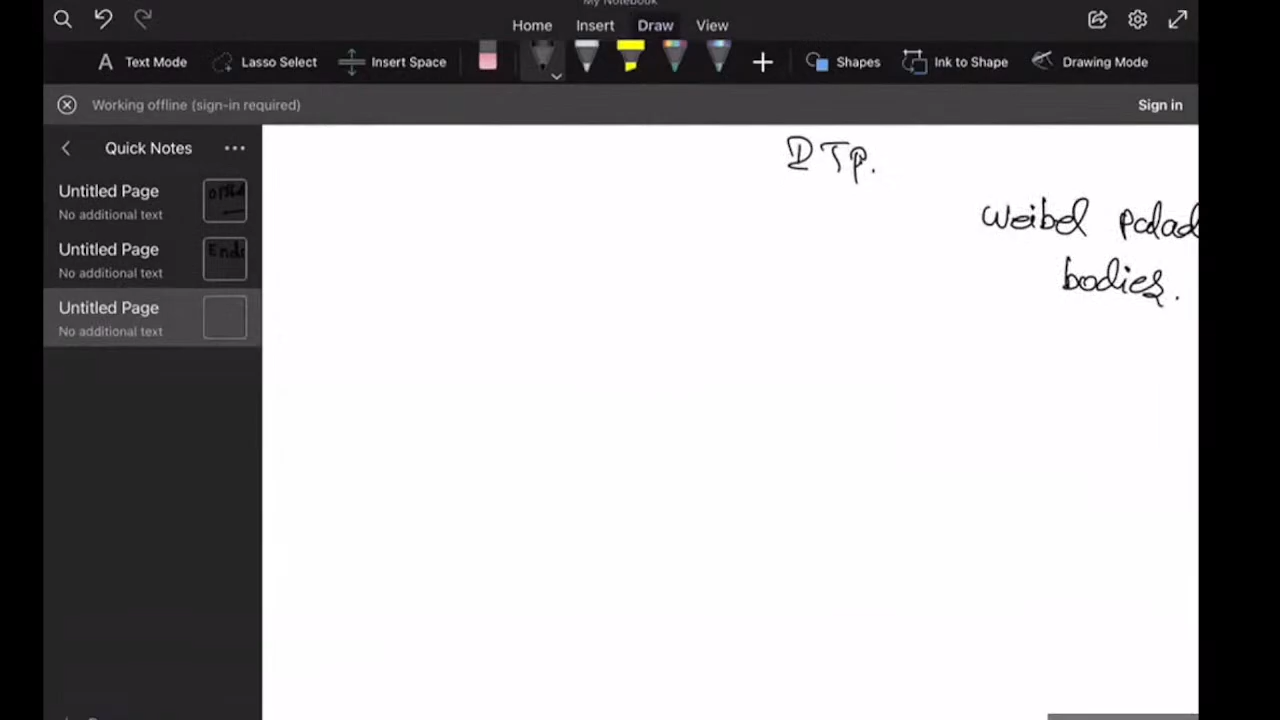 My Notebook
Home Insert Draw View
Text Mode Lasso Select Insert Space Shapes Ink to Shape Drawing Mode
Working offline (sign-in required) Sign in
Quick Notes
Untitled Page
No additional text
Untitled Page
No additional text
Untitled Page
No additional text
ITP.
Weibel palad
bodies.